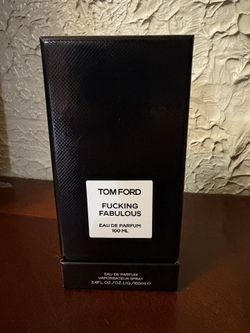 TOM FORD
FUCKING
FABULOUS
EAU DE PARFUM
100 ML
EAU DE PARFUM
VAPORISATEUR SPRAY
3.4FL.OZ./OZ.LIQ/100ml ℮